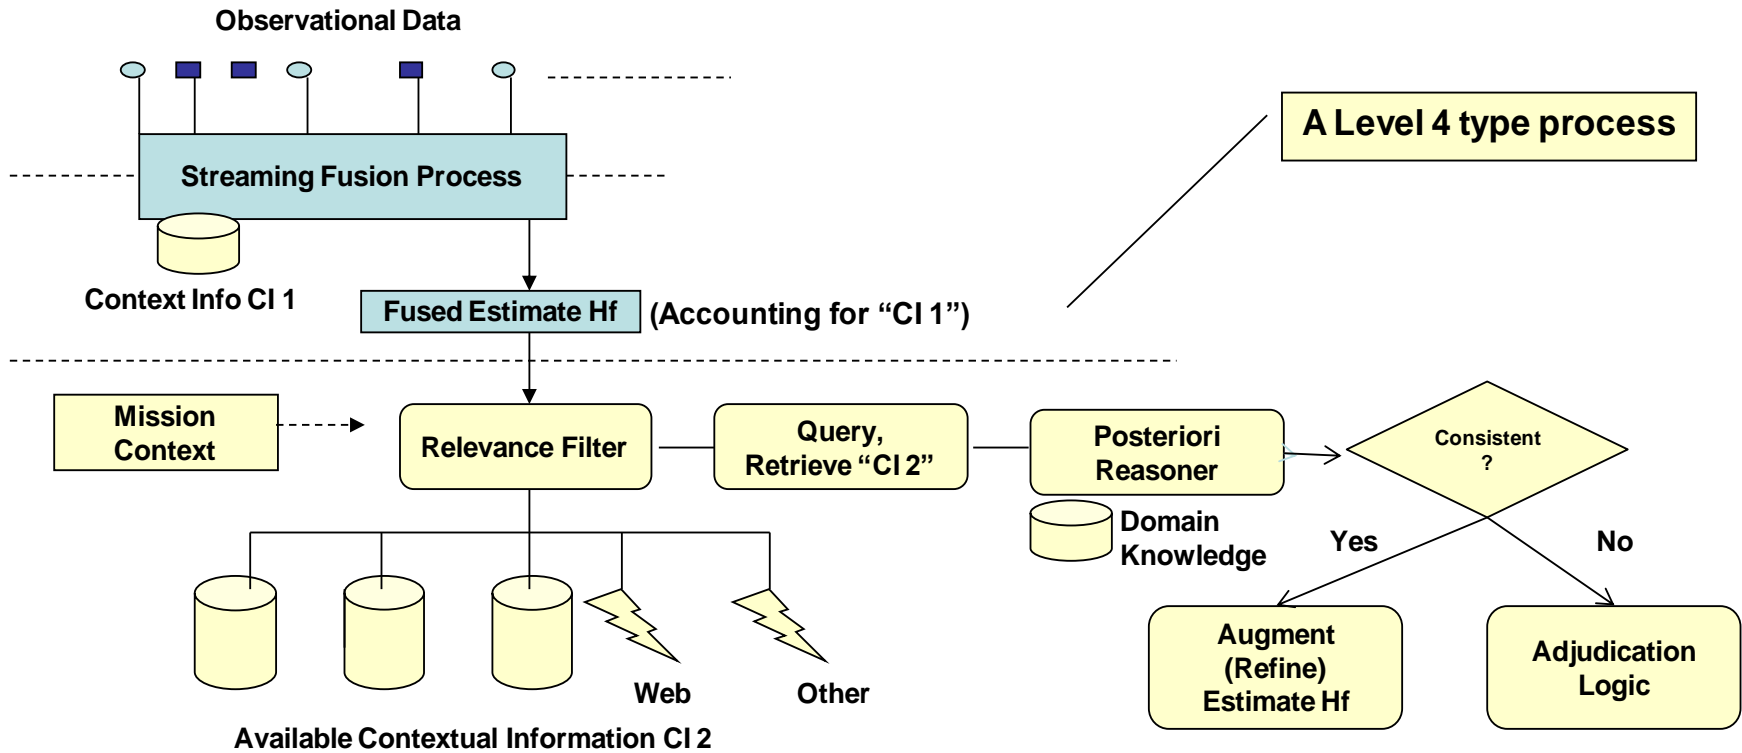 Observational Data
A Level 4 type process
Streaming Fusion Process
Context Info CI 1
Fused Estimate Hf
(Accounting for “CI 1”)
Mission
Context
Relevance Filter
Query,
Retrieve “CI 2”
Posteriori
Reasoner
Consistent
?
Domain
Knowledge
Yes
No
Web
Other
Augment
(Refine)
Estimate Hf
Adjudication
Logic
Available Contextual Information CI 2